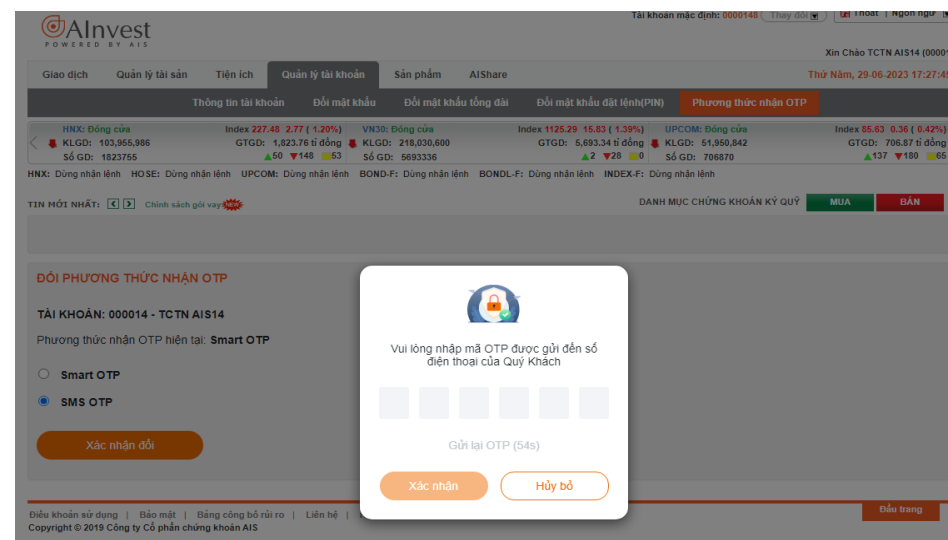 AInvest
POWERED BY AIS
Tài khoản mặc định: 0000148 Thay đổi Thoát | Ngôn ngữ
Xin Chào TCTN AIS14 (0000
Giao dịch Quản lý tài sản Tiện ích Quản lý tài khoản Sản phẩm AIShare Thứ Năm, 29-06-2023 17:27:45
Thông tin tài khoản Đổi mật khẩu Đổi mật khẩu tổng đài Đổi mật khẩu đặt lệnh(PIN) Phương thức nhận OTP
HNX: Đóng cửa Index 227.48 2.77 ( 1.20%) VN30: Đóng cửa Index 1125.29 15.83 ( 1.39%) UPCOM: Đóng cửa Index 85.63 0.36 ( 0.42%)
KLGD: 103,955,986 GTGD: 1,823.76 tỉ đồng KLGD: 218,030,600 GTGD: 5,693.34 tỉ đồng KLGD: 51,950,842 GTGD: 706.87 tỉ đồng
Số GD: 1823755 ▲50 ▼148 53 Số GD: 5693336 ▲2 ▼28 0 Số GD: 706870 ▲137 ▼180 65
HNX: Dừng nhận lệnh HOSE: Dừng nhận lệnh UPCOM: Dừng nhận lệnh BOND-F: Dừng nhận lệnh BONDL-F: Dừng nhận lệnh INDEX-F: Dừng nhận lệnh
TIN MỚI NHẤT: Chính sách gói vay NEW DANH MỤC CHỨNG KHOÁN KÝ QUỸ MUA BÁN
ĐỔI PHƯƠNG THỨC NHẬN OTP
TÀI KHOẢN: 000014 - TCTN AIS14
Phương thức nhận OTP hiện tại: Smart OTP
Smart OTP
SMS OTP
Xác nhận đổi
Vui lòng nhập mã OTP được gửi đến số
điện thoại của Quý Khách
Gửi lại OTP (54s)
Xác nhận Hủy bỏ
Điều khoản sử dụng | Bảo mật | Bảng công bố rủi ro | Liên hệ |
Đầu trang
Copyright © 2019 Công ty Cổ phần chứng khoán AIS